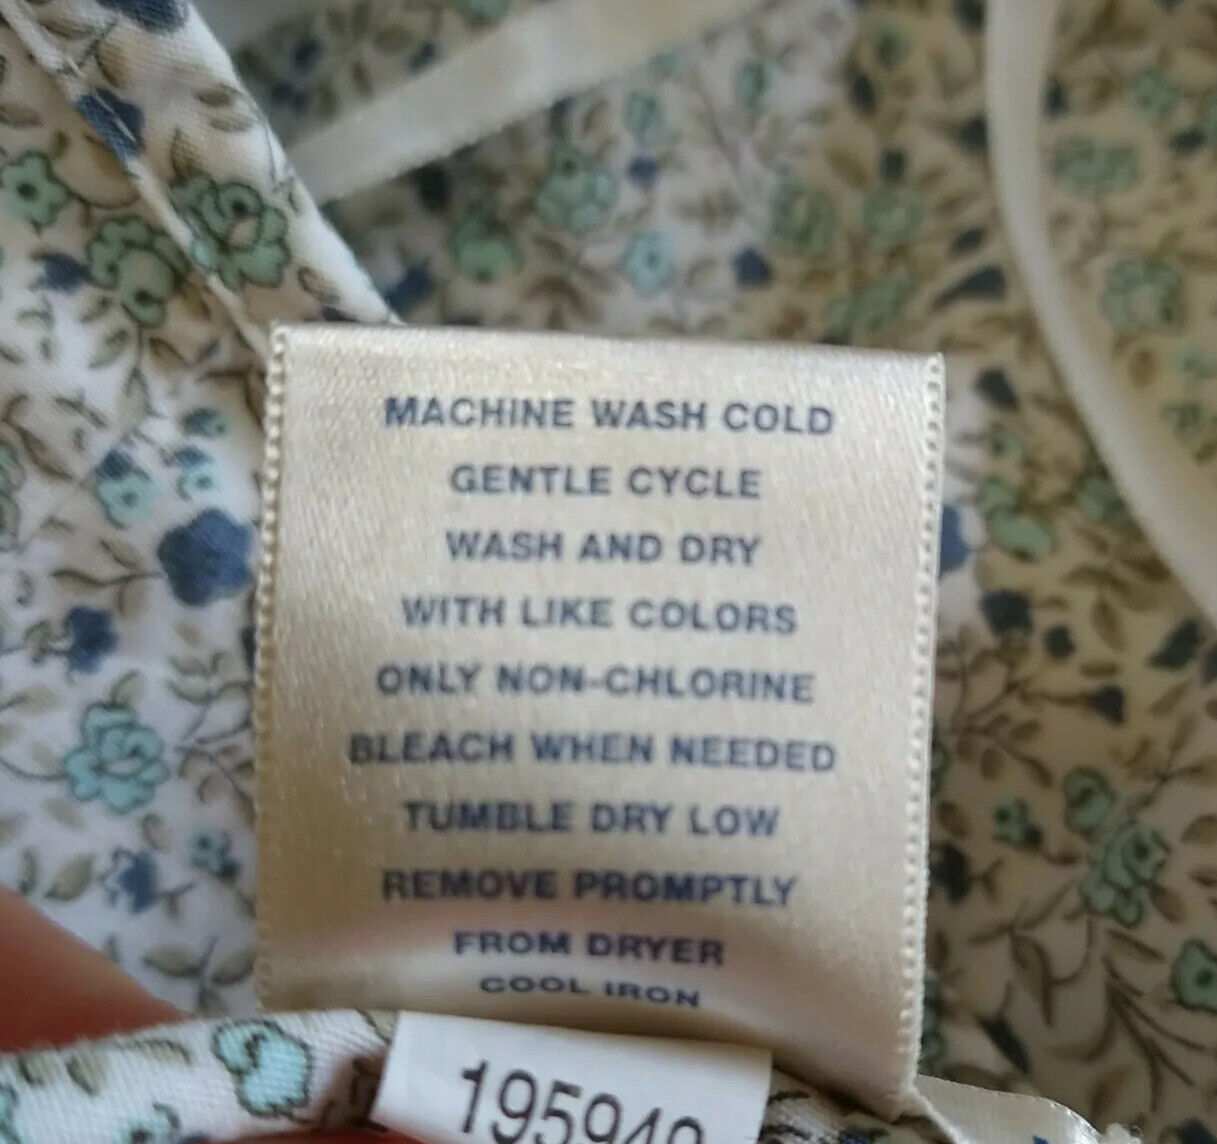 MACHINE WASH COLD
GENTLE CYCLE
WASH AND DRY
WITH LIKE COLORS
ONLY NON-CHLORINE
BLEACH WHEN NEEDED
TUMBLE DRY LOW
REMOVE PROMPTLY
FROM DRYER
COOL IRON
195949